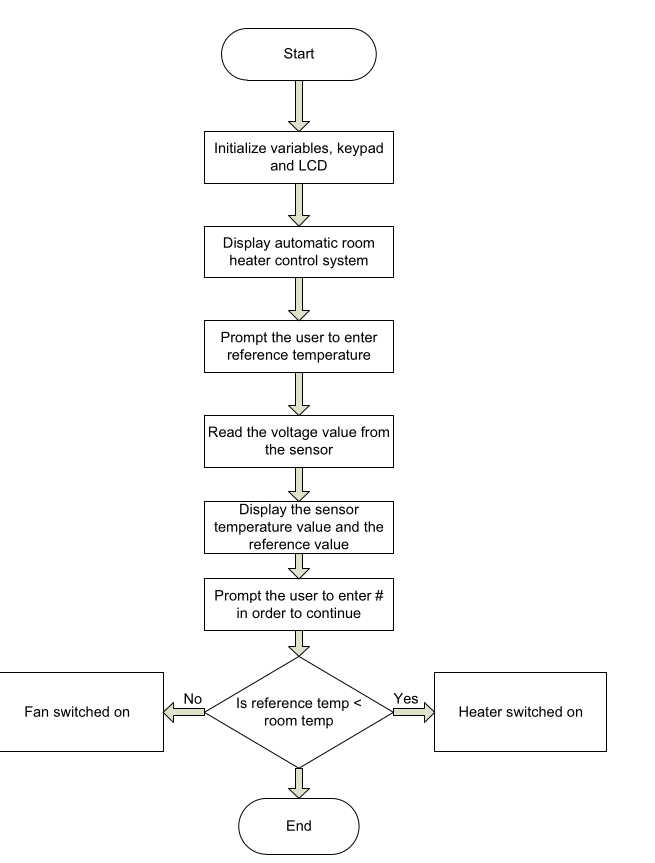 Start
Initialize variables, keypad
and LCD
Display automatic room
heater control system
Prompt the user to enter
reference temperature
Read the voltage value from
the sensor
Display the sensor
temperature value and the
reference value
Prompt the user to enter #
in order to continue
Fan switched on
No
Is reference temp <
room temp
Yes
Heater switched on
End